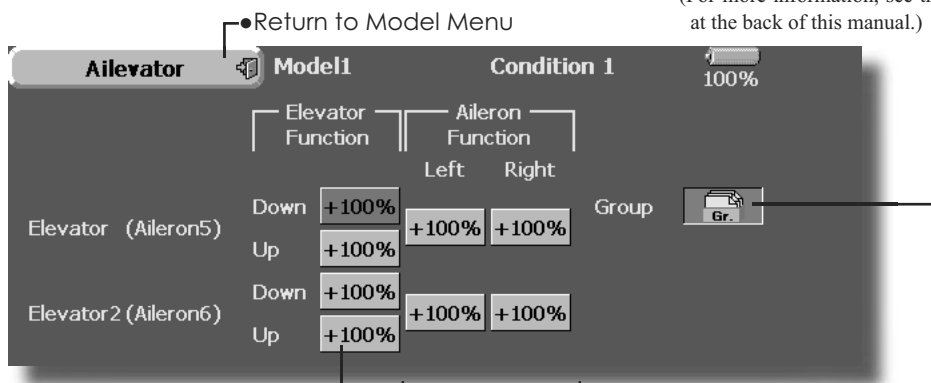 (For more information, see
at the back of this manual.)
●Return to Model Menu
Ailevator Model1 Condition 1 100%
Elevator Function Aileron Function
Left Right
Elevator (Aileron5) Down +100% +100% +100% Group Gr.
Up +100%
Elevator2 (Aileron6) Down +100% +100% +100%
Up +100%